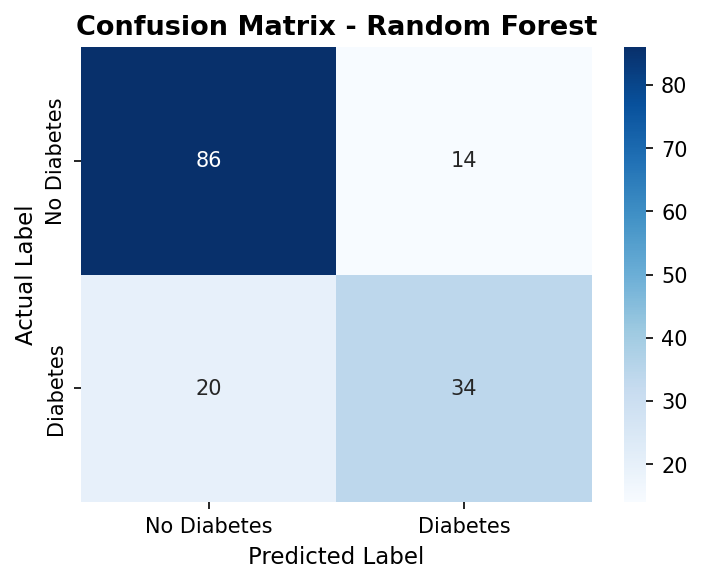 Confusion Matrix - Random Forest
Actual Label
No Diabetes
Diabetes
86
14
20
34
No Diabetes
Diabetes
Predicted Label
80
70
60
50
40
30
20